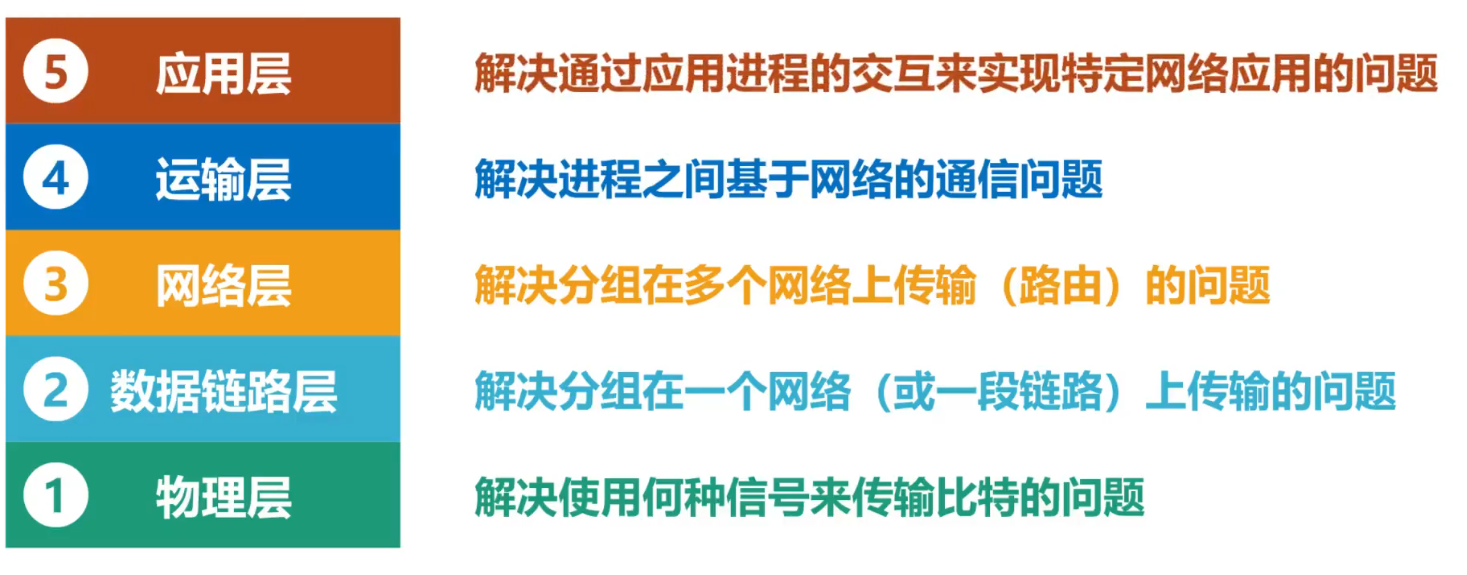 5 应用层 解决通过应用进程的交互来实现特定网络应用的问题
4 运输层 解决进程之间基于网络的通信问题
3 网络层 解决分组在多个网络上传输（路由）的问题
2 数据链路层 解决分组在一个网络（或一段链路）上传输的问题
1 物理层 解决使用何种信号来传输比特的问题